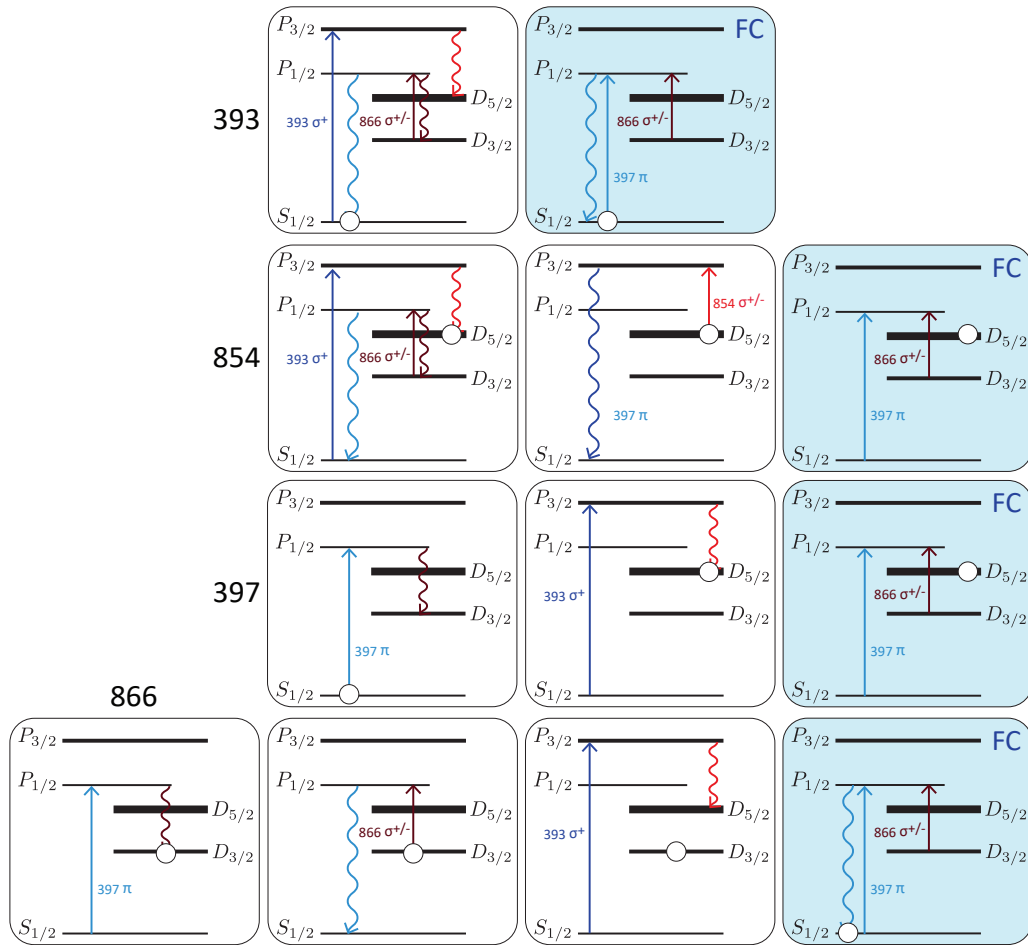 P3/2
P1/2
D5/2
393 σ+
866 σ+/-
D3/2
S1/2
393
P3/2
FC
P1/2
D5/2
866 σ+/-
D3/2
397 π
S1/2
854
P3/2
P1/2
D5/2
393 σ+
866 σ+/-
D3/2
S1/2
P3/2
P1/2
854 σ+/-
D5/2
D3/2
397 π
S1/2
P3/2
FC
P1/2
D5/2
866 σ+/-
D3/2
397 π
S1/2
397
P3/2
P1/2
D5/2
D3/2
397 π
S1/2
P3/2
P1/2
D5/2
393 σ+
D3/2
S1/2
P3/2
FC
P1/2
D5/2
866 σ+/-
D3/2
397 π
S1/2
866
P3/2
P1/2
D5/2
D3/2
397 π
S1/2
P3/2
P1/2
D5/2
866 σ+/-
D3/2
S1/2
P3/2
P1/2
D5/2
D3/2
393 σ+
S1/2
P3/2
FC
P1/2
D5/2
866 σ+/-
D3/2
397 π
S1/2